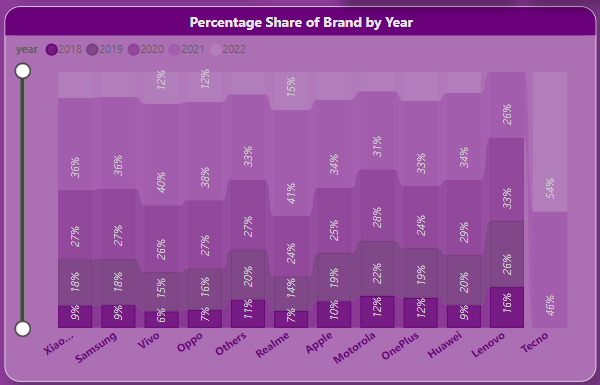 Percentage Share of Brand by Year
year 2018 2019 2020 2021 2022
12% 12% 15%
36% 36% 40% 38% 33% 41% 34% 31% 33% 34% 26% 54%
27% 27% 26% 27% 27% 24% 25% 28% 24% 29% 33%
18% 18% 15% 16% 20% 14% 19% 22% 19% 20% 26%
9% 9% 6% 7% 11% 7% 10% 12% 12% 9% 16% 46%
Xiao... Samsung Vivo Oppo Others Realme Apple Motorola OnePlus Huawei Lenovo Tecno